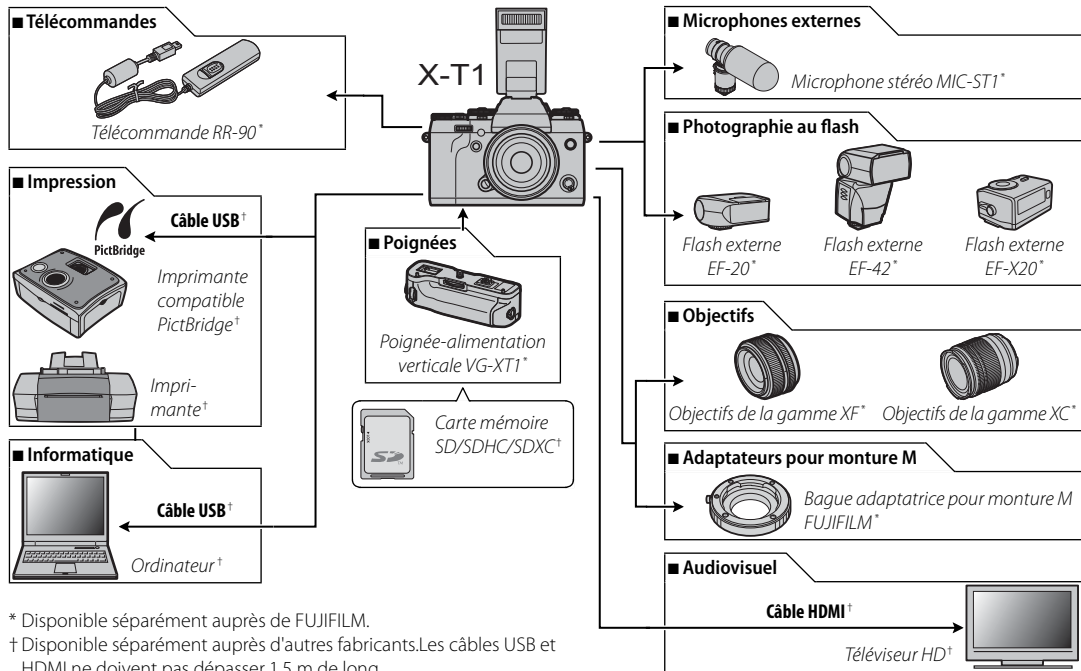 ■ Télécommandes
Télécommande RR-90*
X-T1
■ Impression
Câble USB†
PictBridge
Imprimante
compatible
PictBridge†
Impri-
mante†
■ Informatique
Câble USB†
Ordinateur†
■ Poignées
Poignée-alimentation
verticale VG-XT1*
Carte mémoire
SD/SDHC/SDXC†
SD
■ Microphones externes
Microphone stéréo MIC-ST1*
■ Photographie au flash
Flash externe
EF-20*
Flash externe
EF-42*
Flash externe
EF-X20*
■ Objectifs
Objectifs de la gamme XF*
Objectifs de la gamme XC*
■ Adaptateurs pour monture M
Bague adaptatrice pour monture M
FUJIFILM*
■ Audiovisuel
Câble HDMI†
Téléviseur HD†
* Disponible séparément auprès de FUJIFILM.
† Disponible séparément auprès d'autres fabricants.Les câbles USB et
HDMI ne doivent pas dépasser 1,5 m de long.